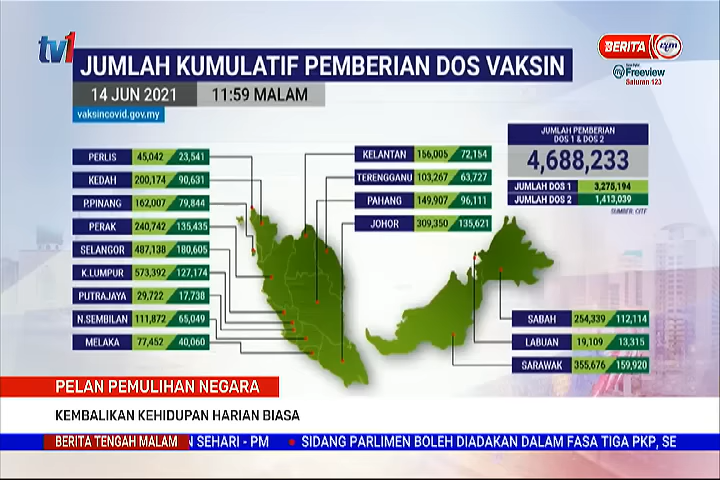 tv1
BERITA RTM
JUMLAH KUMULATIF PEMBERIAN DOS VAKSIN
Freeview
Saluran 123
14 JUN 2021 11:59 MALAM
vaksincovid.gov.my
JUMLAH PEMBERIAN
DOS 1 & DOS 2
4,688,233
JUMLAH DOS 1 3,275,194
JUMLAH DOS 2 1,413,039
SUMBER: CITF
PERLIS 45,042 23,541
KEDAH 200,174 90,631
P.PINANG 162,007 79,844
PERAK 240,742 135,435
SELANGOR 487,138 180,605
K.LUMPUR 573,392 127,174
PUTRAJAYA 29,722 17,738
N.SEMBILAN 111,872 65,049
MELAKA 77,452 40,060
KELANTAN 156,005 72,154
TERENGGANU 103,267 63,727
PAHANG 149,907 96,111
JOHOR 309,350 135,621
SABAH 254,339 112,114
LABUAN 19,109 13,315
SARAWAK 355,676 159,920
PELAN PEMULIHAN NEGARA
KEMBALIKAN KEHIDUPAN HARIAN BIASA
BERITA TENGAH MALAM N SEHARI - PM • SIDANG PARLIMEN BOLEH DIADAKAN DALAM FASA TIGA PKP, SE